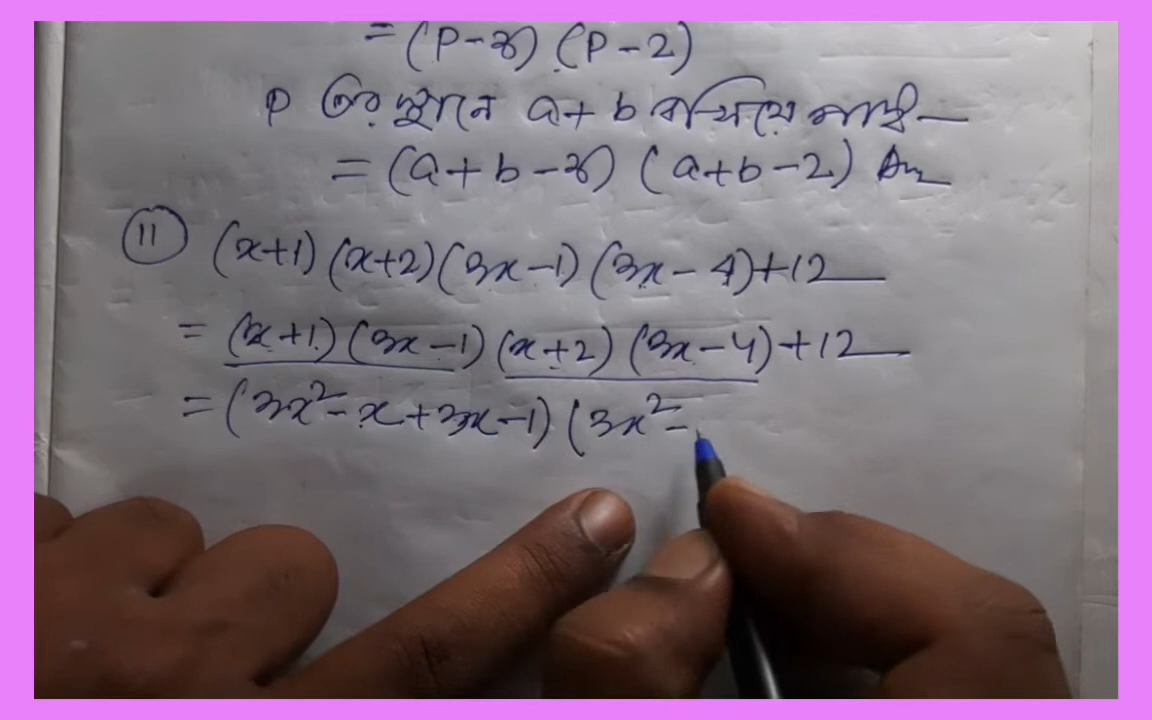 = (P-3) (P-2)
P এর স্থানে a+b বসিয়ে পাই—
= (a+b-3) (a+b-2) Ans
11 (x+1) (x+2) (3x-1) (3x-4)+12
= (x+1) (3x-1) (x+2) (3x-4)+12
= (3x²-x+3x-1) (3x²-